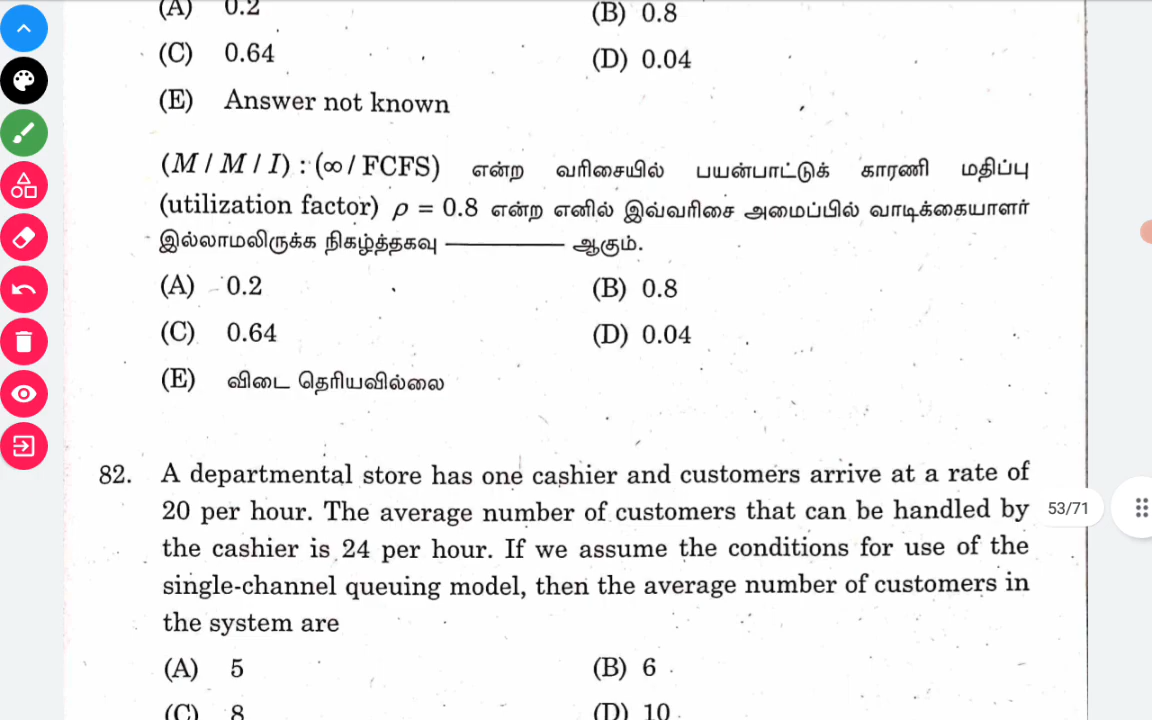 (A) 0.2
(B) 0.8
(C) 0.64
(D) 0.04
(E) Answer not known
(M / M / I) : (∞ / FCFS) என்ற வரிசையில் பயன்பாட்டுக் காரணி மதிப்பு
(utilization factor) ρ = 0.8 என்ற எனில் இவ்வரிசை அமைப்பில் வாடிக்கையாளர்
இல்லாமலிருக்க நிகழ்த்தகவு ———— ஆகும்.
(A) 0.2
(B) 0.8
(C) 0.64
(D) 0.04
(E) விடை தெரியவில்லை
82. A departmental store has one cashier and customers arrive at a rate of
20 per hour. The average number of customers that can be handled by
the cashier is 24 per hour. If we assume the conditions for use of the
single-channel queuing model, then the average number of customers in
the system are
(A) 5
(B) 6
(C) 8
(D) 10
53/71